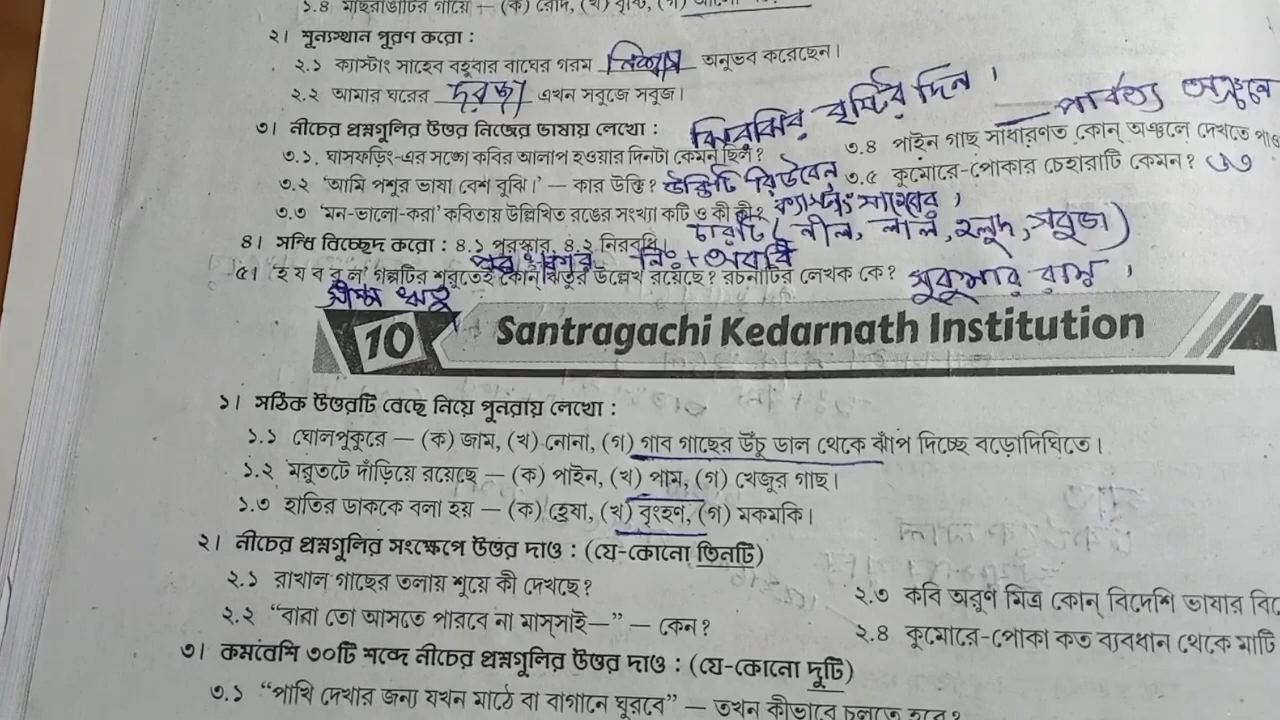 ১.৪ মাছরাঙাটির গায়ে — (ক) রোদ, (খ) বৃষ্টি, (গ)
২। শূন্যস্থান পূরণ করো :
২.১ ক্যাস্টাং সাহেব বহুবার বাঘের গরম নিশ্বাস অনুভব করেছেন।
২.২ আমার ঘরের দরজা এখন সবুজে সবুজ।
৩। নীচের প্রশ্নগুলির উত্তর নিজের ভাষায় লেখো :
ঝিরঝির বৃষ্টির দিন।
পার্বত্য অঞ্চলে
৩.১. ঘাসফড়িং-এর সঙ্গে কবির আলাপ হওয়ার দিনটা কেমন ছিল?
৩.৪ পাইন গাছ সাধারণত কোন্ অঞ্চলে দেখতে পাও
৩.২ ‘আমি পশুর ভাষা বেশ বুঝি।’ — কার উক্তি? উক্তিটি রিউবেন ক্যাস্টাং সাহেবের।
৩.৫ কুমোরে-পোকার চেহারাটি কেমন?
৩.৩ ‘মন-ভালো-করা’ কবিতায় উল্লিখিত রঙের সংখ্যা কটি ও কী কী?
চারটি (নীল, লাল, হলুদ, সবুজ)
৪। সন্ধি বিচ্ছেদ করো : ৪.১ পুরস্কার, ৪.২ নিরবধি।
নিঃ + অবধি
৫। ‘হ য ব র ল’ গল্পটির শুরুতেই কোন্ ঋতুর উল্লেখ রয়েছে? রচনাটির লেখক কে? সুকুমার রায়।
গ্রীষ্ম ঋতু
10 Santragachi Kedarnath Institution
১। সঠিক উত্তরটি বেছে নিয়ে পুনরায় লেখো :
১.১ ঘোলপুকুরে — (ক) জাম, (খ) নোনা, (গ) গাব গাছের উঁচু ডাল থেকে ঝাঁপ দিচ্ছে বড়োদিঘিতে।
১.২ মরুতটে দাঁড়িয়ে রয়েছে — (ক) পাইন, (খ) পাম, (গ) খেজুর গাছ।
১.৩ হাতির ডাককে বলা হয় — (ক) হ্রেষা, (খ) বৃংহণ, (গ) মকমকি।
২। নীচের প্রশ্নগুলির সংক্ষেপে উত্তর দাও : (যে-কোনো তিনটি)
২.১ রাখাল গাছের তলায় শুয়ে কী দেখছে?
২.৩ কবি অরুণ মিত্র কোন্ বিদেশি ভাষার
২.২ “বাবা তো আসতে পারবে না মাস্সাই—” — কেন?
২.৪ কুমোরে-পোকা কত ব্যবধান থেকে মাটি
৩। কমবেশি ৩০টি শব্দে নীচের প্রশ্নগুলির উত্তর দাও : (যে-কোনো দুটি)
৩.১ “পাখি দেখার জন্য যখন মাঠে বা বাগানে ঘুরবে” — তখন কীভাবে চলতে হবে?